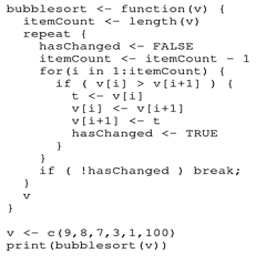 bubblesort <- function(v) {
  itemCount <- length(v)
  repeat {
    hasChanged <- FALSE
    itemCount <- itemCount - 1
    for(i in 1:itemCount) {
      if ( v[i] > v[i+1] ) {
        t <- v[i]
        v[i] <- v[i+1]
        v[i+1] <- t
        hasChanged <- TRUE
      }
    }
    if ( !hasChanged ) break;
  }
  v
}

v <- c(9,8,7,3,1,100)
print(bubblesort(v))